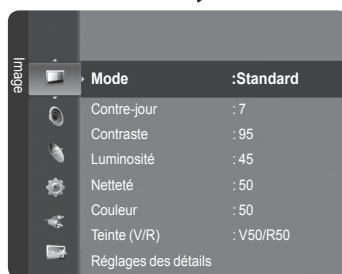 Image
Mode :Standard
Contre-jour : 7
Contraste : 95
Luminosité : 45
Netteté : 50
Couleur : 50
Teinte (V/R) : V50/R50
Réglages des détails